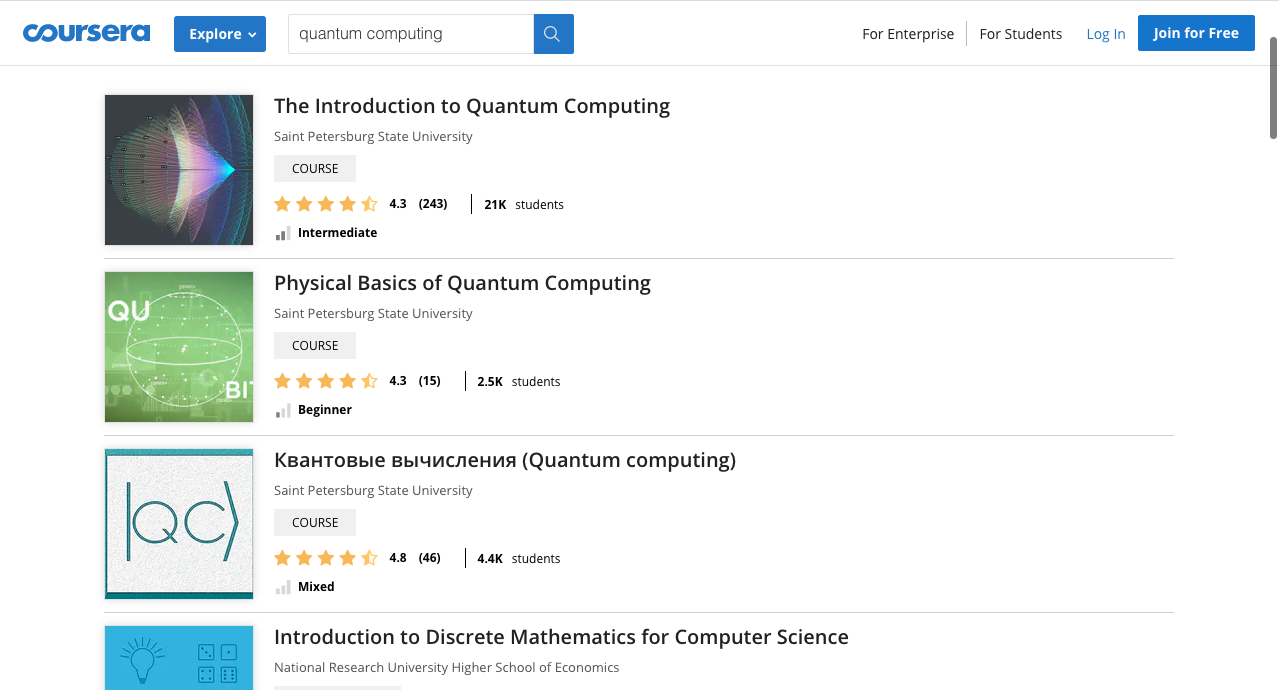 coursera
Explore
quantum computing
For Enterprise
For Students
Log In
Join for Free
The Introduction to Quantum Computing
Saint Petersburg State University
COURSE
4.3 (243) 21K students
Intermediate
QU
BIT
Physical Basics of Quantum Computing
Saint Petersburg State University
COURSE
4.3 (15) 2.5K students
Beginner
|QC⟩
Квантовые вычисления (Quantum computing)
Saint Petersburg State University
COURSE
4.8 (46) 4.4K students
Mixed
Introduction to Discrete Mathematics for Computer Science
National Research University Higher School of Economics